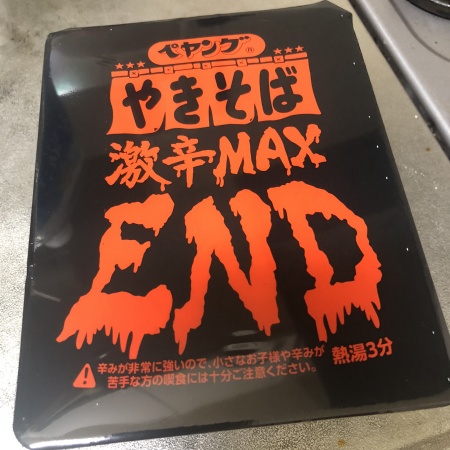 ペヤング®
やきそば
激辛MAX
END
辛みが非常に強いので、小さなお子様や辛みが
苦手な方の喫食には十分ご注意ください。
熱湯3分